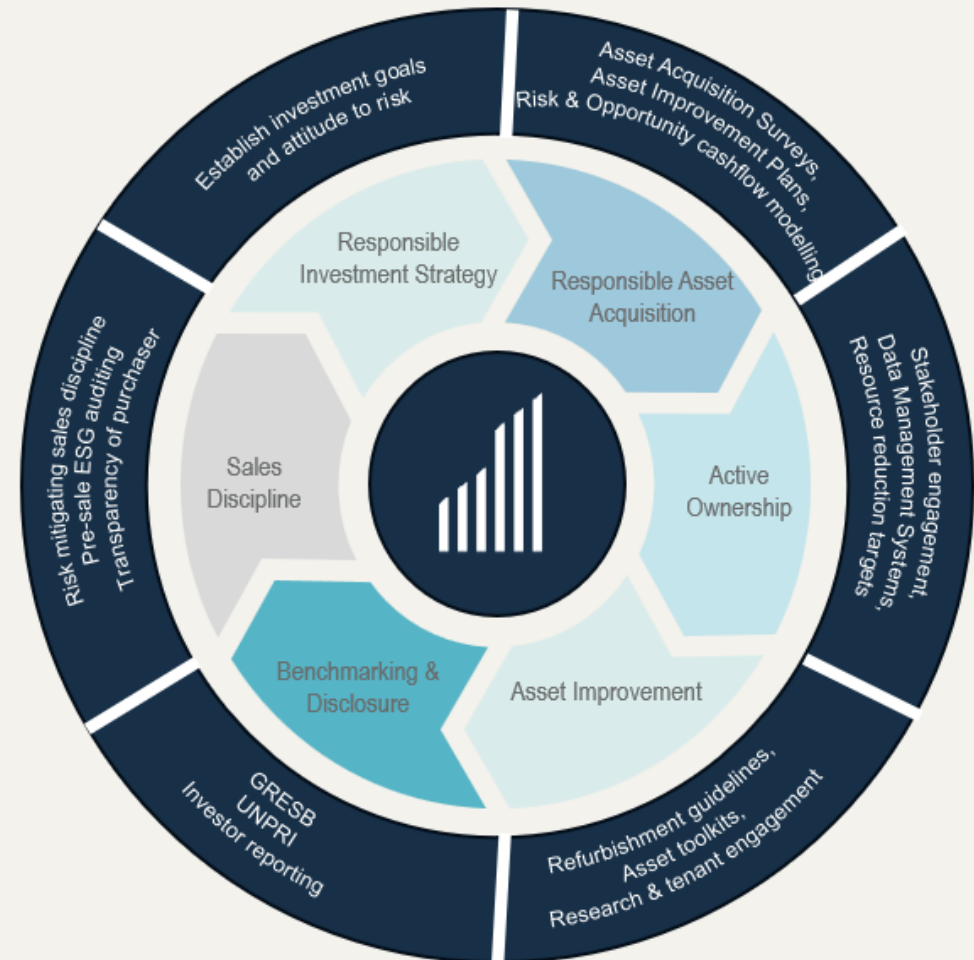 Establish investment goals
and attitude to risk
Asset Acquisition Surveys,
Asset Improvement Plans,
Risk & Opportunity cashflow modelling
Stakeholder engagement,
Data Management Systems,
Resource reduction targets
Refurbishment guidelines,
Asset toolkits,
Research & tenant engagement
GRESB
UNPRI
Investor reporting
Risk mitigating sales discipline
Pre-sale ESG auditing
Transparency of purchaser
Responsible
Investment Strategy
Responsible Asset
Acquisition
Active
Ownership
Asset Improvement
Benchmarking &
Disclosure
Sales
Discipline